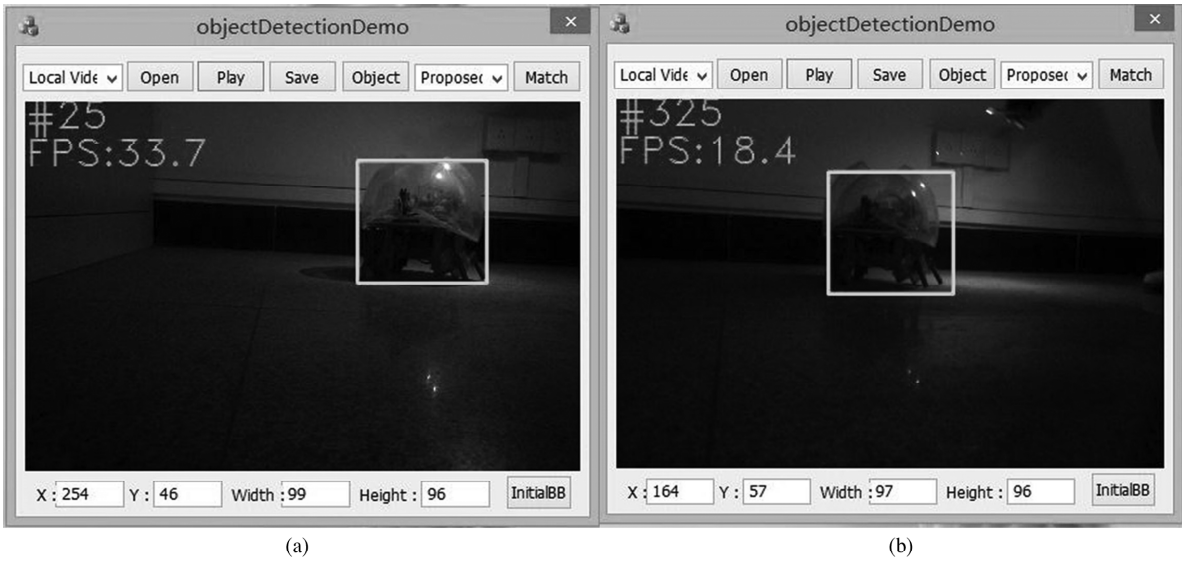 objectDetectionDemo
Local Vide Open Play Save Object Proposec Match
#25
FPS:33.7
X : 254 Y : 46 Width : 99 Height : 96 InitialBB
(a)
objectDetectionDemo
Local Vide Open Play Save Object Proposec Match
#325
FPS:18.4
X : 164 Y : 57 Width : 97 Height : 96 InitialBB
(b)